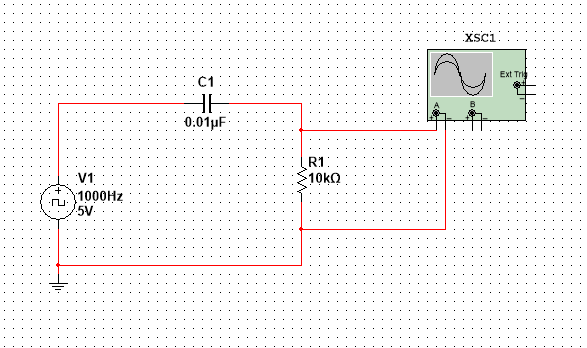 XSC1
Ext Trig
+
−
A
B
+ −
+ −
C1
0.01µF
R1
10kΩ
V1
+
1000Hz
5V